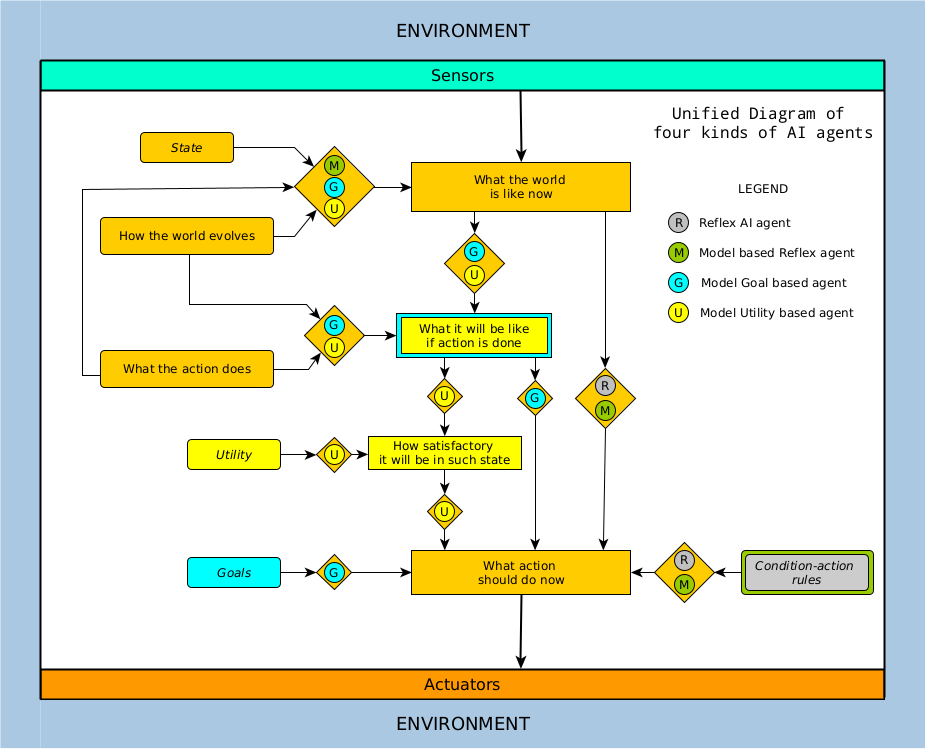 ENVIRONMENT
Sensors
Unified Diagram of
four kinds of AI agents
State
M
G
U
What the world
is like now
LEGEND
R Reflex AI agent
M Model based Reflex agent
G Model Goal based agent
U Model Utility based agent
How the world evolves
G
U
G
U
What it will be like
if action is done
What the action does
U
G
R
M
Utility
U
How satisfactory
it will be in such state
U
Goals
G
What action
should do now
R
M
Condition-action
rules
Actuators
ENVIRONMENT